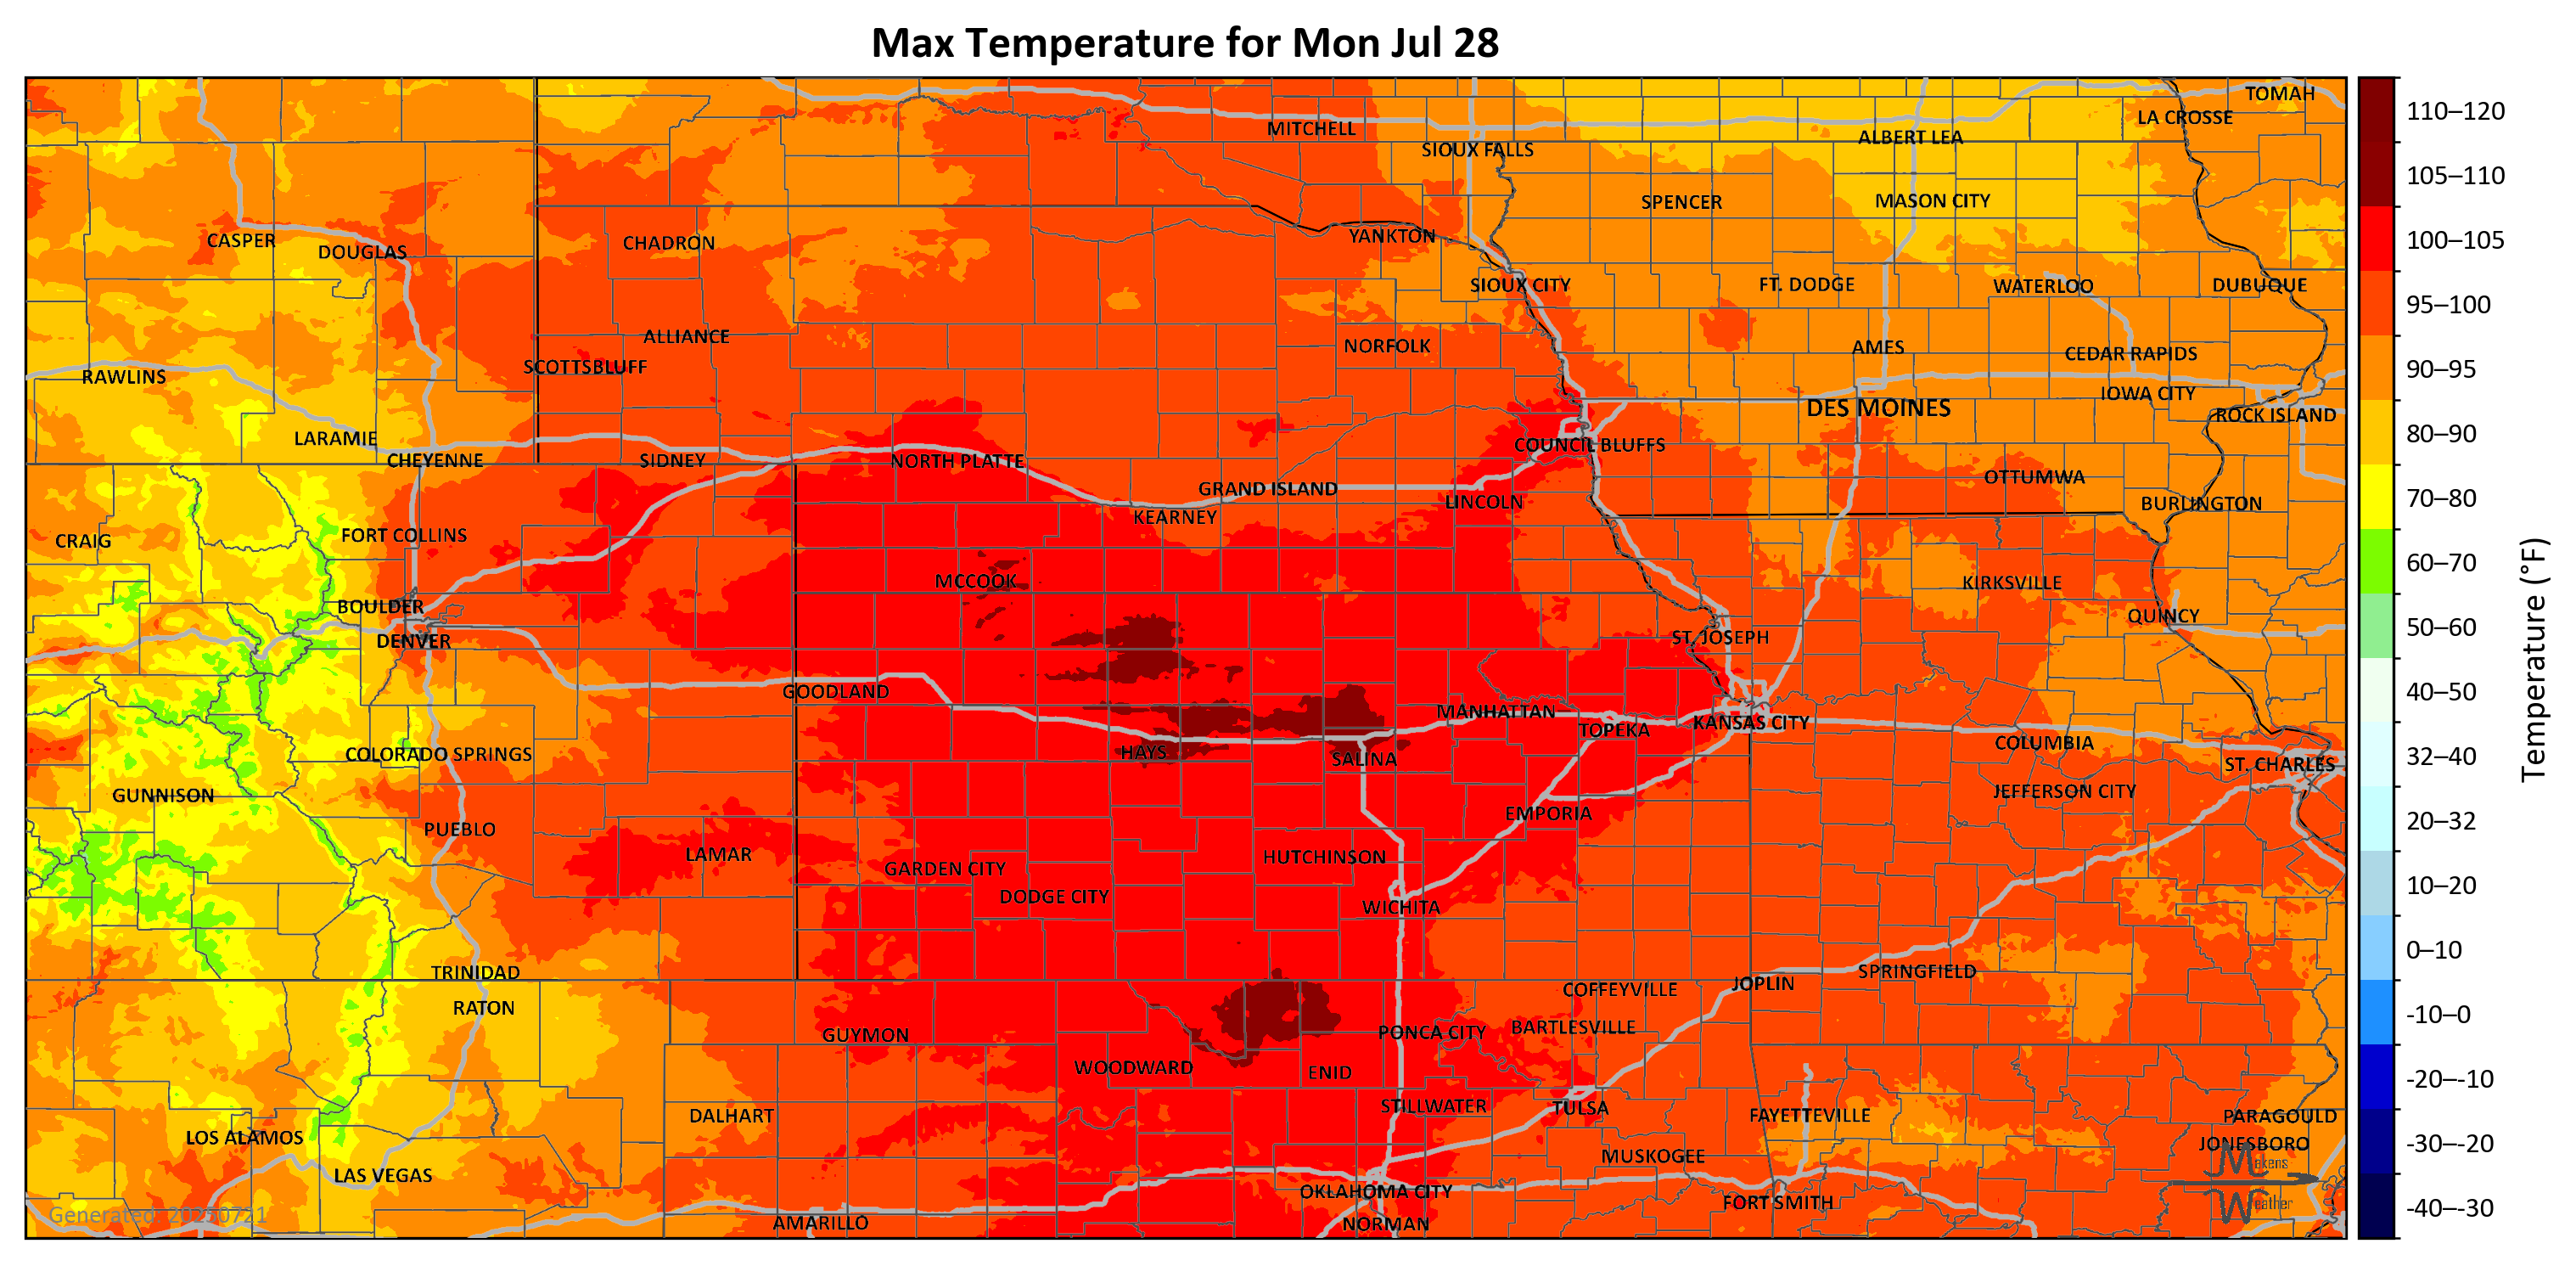 Max Temperature for Mon Jul 28
TOMAH
LA CROSSE
MITCHELL
ALBERT LEA
SIOUX FALLS
SPENCER
MASON CITY
CASPER
DOUGLAS
CHADRON
YANKTON
SIOUX CITY
FT. DODGE
WATERLOO
DUBUQUE
ALLIANCE
NORFOLK
AMES
CEDAR RAPIDS
SCOTTSBLUFF
RAWLINS
IOWA CITY
DES MOINES
ROCK ISLAND
LARAMIE
COUNCIL BLUFFS
CHEYENNE
SIDNEY
NORTH PLATTE
OTTUMWA
GRAND ISLAND
LINCOLN
BURLINGTON
KEARNEY
FORT COLLINS
CRAIG
MCCOOK
KIRKSVILLE
BOULDER
QUINCY
DENVER
ST. JOSEPH
GOODLAND
MANHATTAN
TOPEKA
KANSAS CITY
COLUMBIA
COLORADO SPRINGS
HAYS
SALINA
ST. CHARLES
GUNNISON
JEFFERSON CITY
EMPORIA
PUEBLO
LAMAR
HUTCHINSON
GARDEN CITY
DODGE CITY
WICHITA
TRINIDAD
SPRINGFIELD
JOPLIN
COFFEYVILLE
RATON
GUYMON
PONCA CITY
BARTLESVILLE
WOODWARD
ENID
STILLWATER
TULSA
DALHART
FAYETTEVILLE
PARAGOULD
LOS ALAMOS
JONESBORO
MUSKOGEE
LAS VEGAS
OKLAHOMA CITY
FORT SMITH
AMARILLO
NORMAN
Generated: 20250721
Makens
Weather
110–120
105–110
100–105
95–100
90–95
80–90
70–80
60–70
50–60
40–50
32–40
20–32
10–20
0–10
-10–0
-20–-10
-30–-20
-40–-30
Temperature (°F)